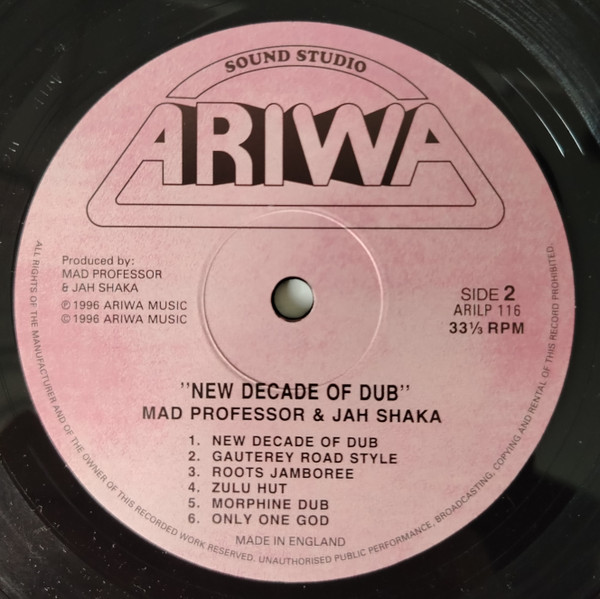 SOUND STUDIO
ARIWA
Produced by:
MAD PROFESSOR
& JAH SHAKA
℗ 1996 ARIWA MUSIC
© 1996 ARIWA MUSIC
SIDE 2
ARILP 116
33⅓ RPM
"NEW DECADE OF DUB"
MAD PROFESSOR & JAH SHAKA
1. NEW DECADE OF DUB
2. GAUTEREY ROAD STYLE
3. ROOTS JAMBOREE
4. ZULU HUT
5. MORPHINE DUB
6. ONLY ONE GOD
MADE IN ENGLAND
ALL RIGHTS OF THE MANUFACTURER AND OF THE OWNER OF THIS RECORDED WORK RESERVED. UNAUTHORISED PUBLIC PERFORMANCE, BROADCASTING, COPYING AND RENTAL OF THIS RECORD PROHIBITED.